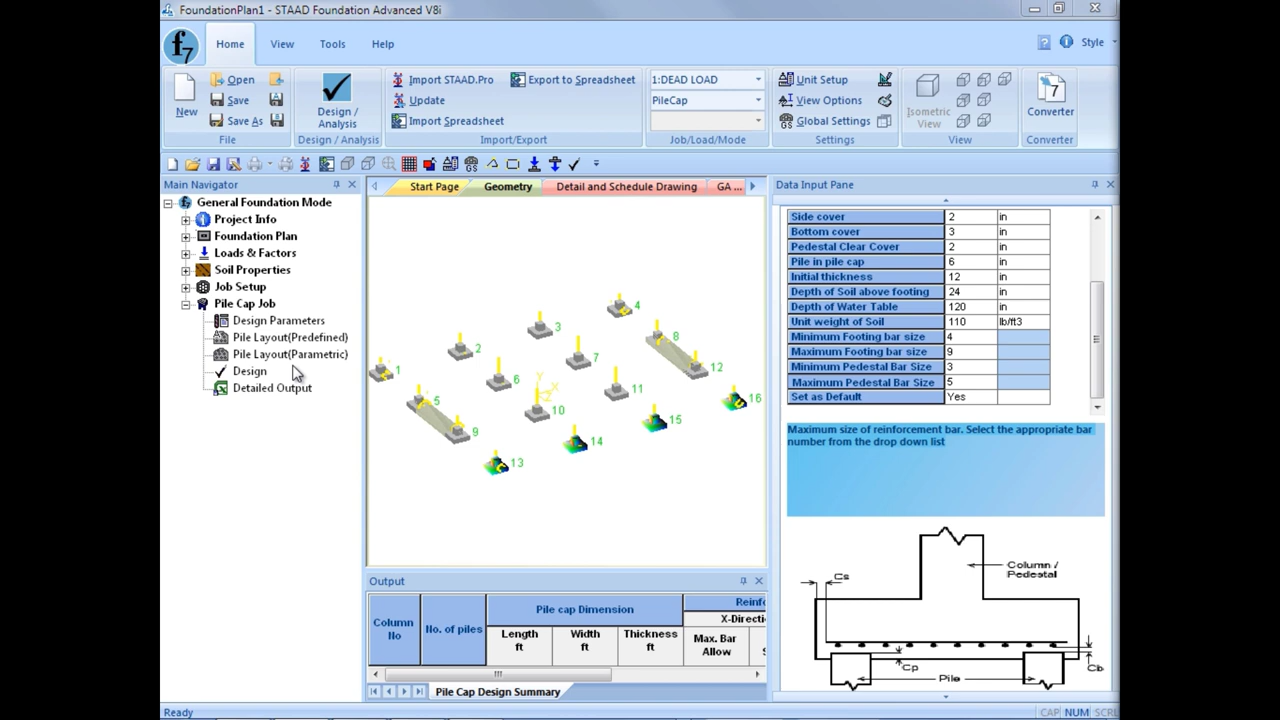 FoundationPlan1 - STAAD Foundation Advanced V8i
f7
Home
View
Tools
Help
Style
New
Open
Save
Save As
File
Design / Analysis
Design / Analysis
Import STAAD.Pro
Update
Import Spreadsheet
Export to Spreadsheet
Import/Export
1:DEAD LOAD
PileCap
Job/Load/Mode
Unit Setup
View Options
GS Global Settings
Settings
Isometric View
View
7
Converter
Converter
GS
Main Navigator
General Foundation Mode
Project Info
Foundation Plan
Loads & Factors
Soil Properties
Job Setup
Pile Cap Job
Design Parameters
Pile Layout(Predefined)
Pile Layout(Parametric)
Design
Detailed Output
Start Page
Geometry
Detail and Schedule Drawing
GA ...
4
3
8
2
7
12
1
6
Y
X
Z
11
16
5
10
15
9
14
13
Output
Column No
No. of piles
Pile cap Dimension
Length ft
Width ft
Thickness ft
Reinfo
X-Directi
Max. Bar Allow
Pile Cap Design Summary
Data Input Pane
Side cover 2 in
Bottom cover 3 in
Pedestal Clear Cover 2 in
Pile in pile cap 6 in
Initial thickness 12 in
Depth of Soil above footing 24 in
Depth of Water Table 120 in
Unit weight of Soil 110 lb/ft3
Minimum Footing bar size 4
Maximum Footing bar size 9
Minimum Pedestal Bar Size 3
Maximum Pedestal Bar Size 5
Set as Default Yes
Maximum size of reinforcement bar. Select the appropriate bar
number from the drop down list
Column /
Pedestal
Cs
Cp
Cb
Pile
Ready
CAP NUM SCRL